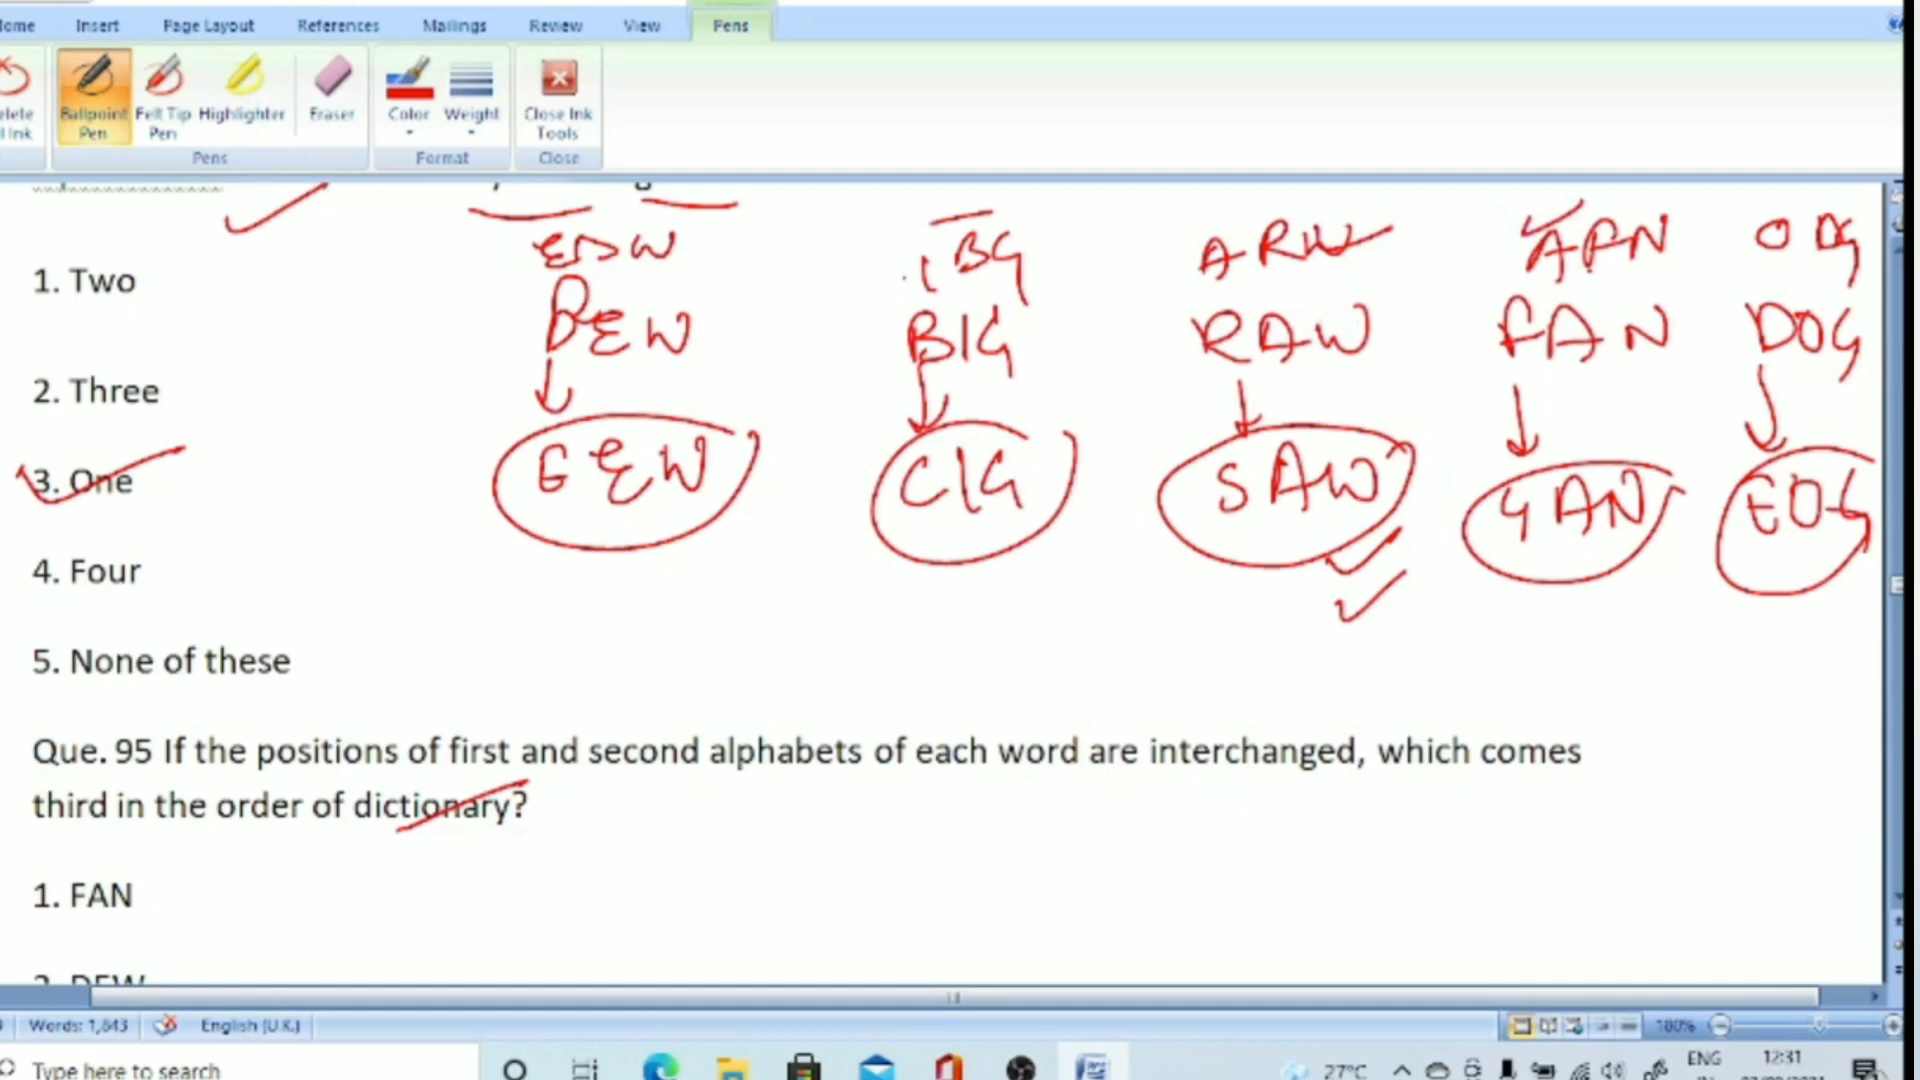 Insert Page Layout References Mailings Review View Pens
Ballpoint Pen Felt Tip Pen Highlighter Eraser Color Weight Close Ink Tools
Pens Format Close
EDW IBG ARW AFN ODG
1. Two
DEW BIG RAW FAN DOG
2. Three
EEW CIG SAW GAN EOG
3. One
4. Four
5. None of these
Que. 95 If the positions of first and second alphabets of each word are interchanged, which comes
third in the order of dictionary?
1. FAN
Words: 1,643 English (U.K.) 180%
Type here to search 27°C ENG 12:31